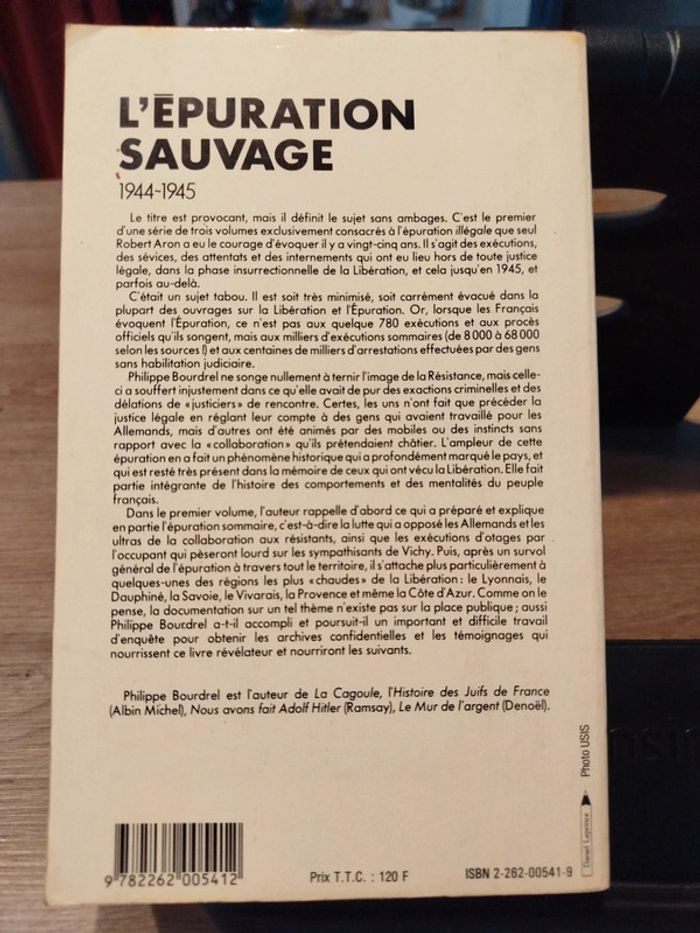 L'ÉPURATION
SAUVAGE
1944-1945
Le titre est provocant, mais il définit le sujet sans ambages. C'est le premier
d'une série de trois volumes exclusivement consacrés à l'épuration illégale que seul
Robert Aron a eu le courage d'évoquer il y a vingt-cinq ans. Il s'agit des exécutions,
des sévices, des attentats et des internements qui ont eu lieu hors de toute justice
légale, dans la phase insurrectionnelle de la Libération, et cela jusqu'en 1945, et
parfois au-delà.
C'était un sujet tabou. Il est soit très minimisé, soit carrément évacué dans la
plupart des ouvrages sur la Libération et l'Épuration. Or, lorsque les Français
évoquent l'Épuration, ce n'est pas aux quelque 780 exécutions et aux procès
officiels qu'ils songent, mais aux milliers d'exécutions sommaires (de 8 000 à 68 000
selon les sources !) et aux centaines de milliers d'arrestations effectuées par des gens
sans habilitation judiciaire.
Philippe Bourdrel ne songe nullement à ternir l'image de la Résistance, mais celle-
ci a souffert injustement dans ce qu'elle avait de pur des exactions criminelles et des
délations de « justiciers » de rencontre. Certes, les uns n'ont fait que précéder la
justice légale en réglant leur compte à des gens qui avaient travaillé pour les
Allemands, mais d'autres ont été animés par des mobiles ou des instincts sans
rapport avec la « collaboration » qu'ils prétendaient châtier. L'ampleur de cette
épuration en a fait un phénomène historique qui a profondément marqué le pays, et
qui est resté très présent dans la mémoire de ceux qui ont vécu la Libération. Elle fait
partie intégrante de l'histoire des comportements et des mentalités du peuple
français.
Dans le premier volume, l'auteur rappelle d'abord ce qui a préparé et explique
en partie l'épuration sommaire, c'est-à-dire la lutte qui a opposé les Allemands et les
ultras de la collaboration aux résistants, ainsi que les exécutions d'otages par
l'occupant qui pèseront lourd sur les sympathisants de Vichy. Puis, après un survol
général de l'épuration à travers tout le territoire, il s'attache plus particulièrement à
quelques-unes des régions les plus « chaudes » de la Libération : le Lyonnais, le
Dauphiné, la Savoie, le Vivarais, la Provence et même la Côte d'Azur. Comme on le
pense, la documentation sur un tel thème n'existe pas sur la place publique ; aussi
Philippe Bourdrel a-t-il accompli et poursuit-il un important et difficile travail
d'enquête pour obtenir les archives confidentielles et les témoignages qui
nourrissent ce livre révélateur et nourriront les suivants.
Philippe Bourdrel est l'auteur de La Cagoule, l'Histoire des Juifs de France
(Albin Michel), Nous avons fait Adolf Hitler (Ramsay), Le Mur de l'argent (Denoël).
Photo USIS
Daniel Leprince
9 782262 005412
Prix T.T.C. : 120 F
ISBN 2-262-00541-9